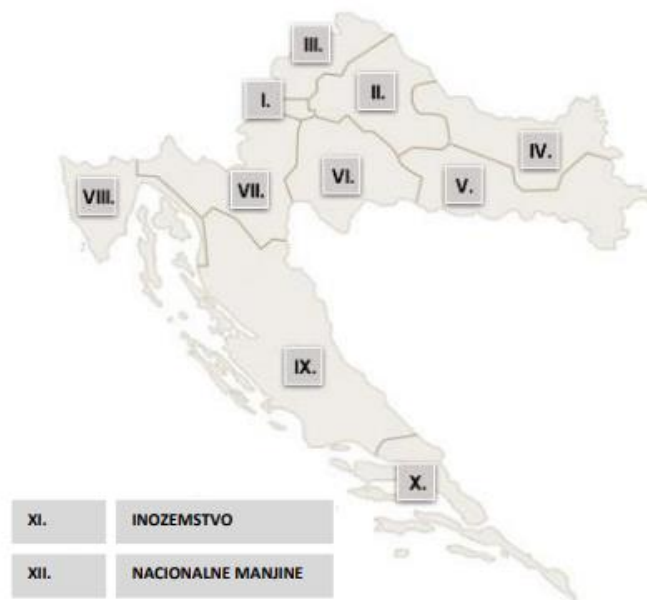 III.
I.
II.
IV.
VIII.
VII.
VI.
V.
IX.
X.
XI. INOZEMSTVO
XII. NACIONALNE MANJINE